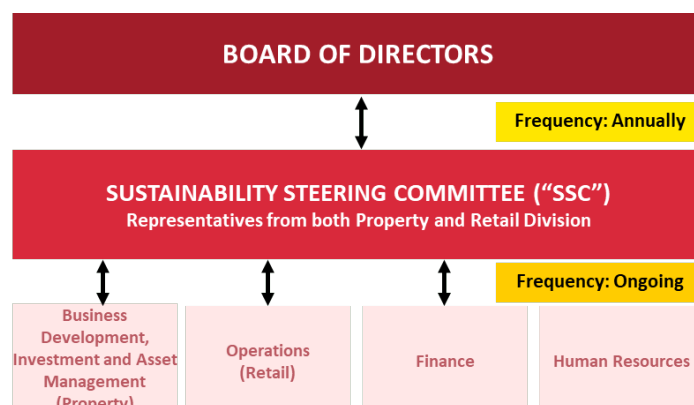 BOARD OF DIRECTORS
Frequency: Annually
SUSTAINABILITY STEERING COMMITTEE (“SSC”)
Representatives from both Property and Retail Division
Frequency: Ongoing
Business
Development,
Investment and Asset
Management
(Property)
Operations
(Retail)
Finance
Human Resources